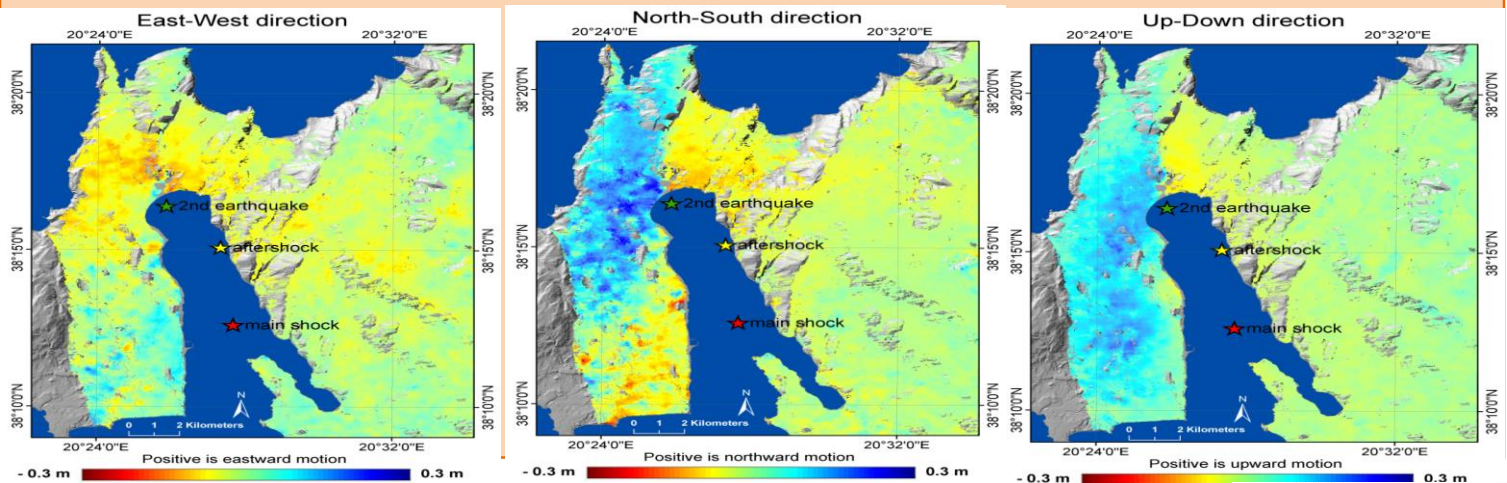 East-West direction
20°24'0"E 20°32'0"E
38°20'0"N 38°20'0"N
2nd earthquake
38°15'0"N aftershock 38°15'0"N
main shock
38°10'0"N 38°10'0"N
N
0 1 2 Kilometers
20°24'0"E 20°32'0"E
Positive is eastward motion
- 0.3 m 0.3 m
North-South direction
20°24'0"E 20°32'0"E
38°20'0"N 38°20'0"N
2nd earthquake
38°15'0"N aftershock 38°15'0"N
main shock
38°10'0"N 38°10'0"N
N
0 1 2 Kilometers
20°24'0"E 20°32'0"E
Positive is northward motion
- 0.3 m 0.3 m
Up-Down direction
20°24'0"E 20°32'0"E
38°20'0"N 38°20'0"N
2nd earthquake
38°15'0"N aftershock 38°15'0"N
main shock
38°10'0"N 38°10'0"N
N
0 1 2 Kilometers
20°24'0"E 20°32'0"E
Positive is upward motion
- 0.3 m 0.3 m